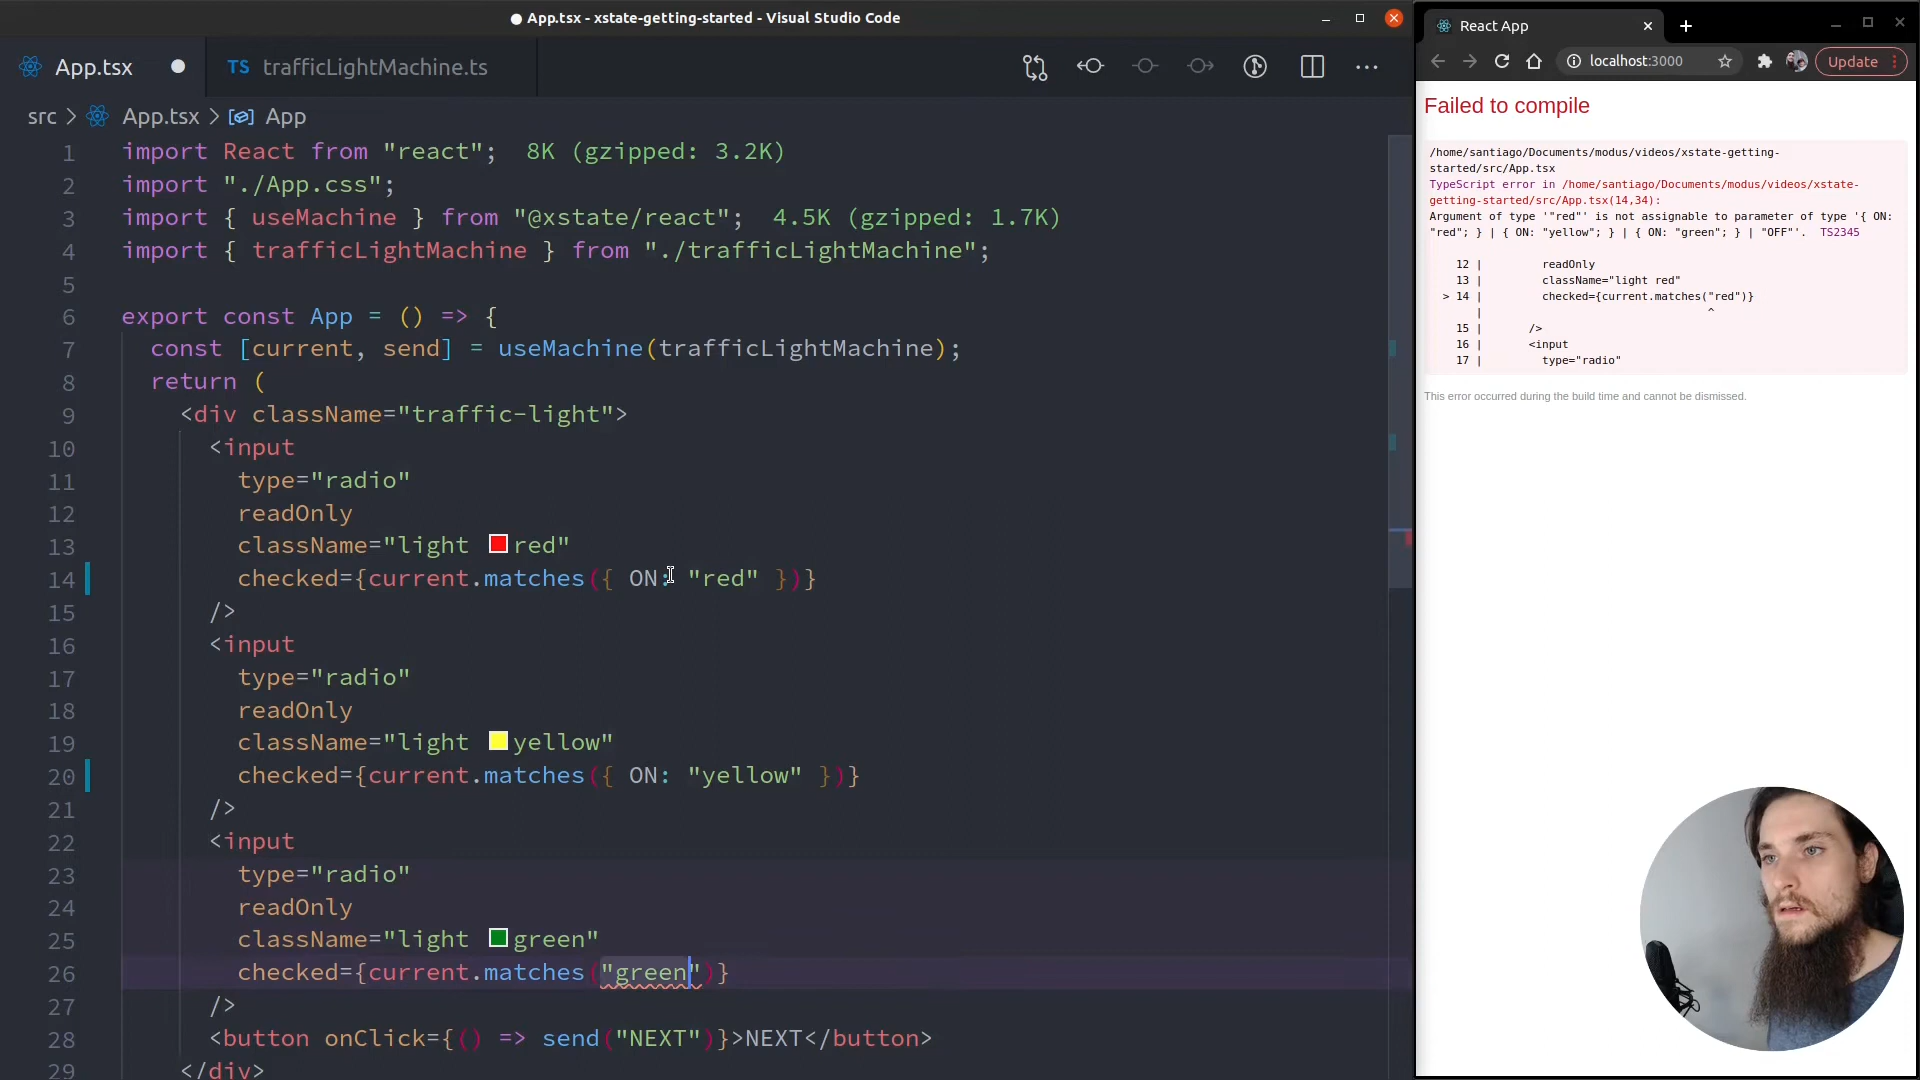 App.tsx - xstate-getting-started - Visual Studio Code
App.tsx
TS trafficLightMachine.ts
src > App.tsx > App
1 import React from "react"; 8K (gzipped: 3.2K)
2 import "./App.css";
3 import { useMachine } from "@xstate/react"; 4.5K (gzipped: 1.7K)
4 import { trafficLightMachine } from "./trafficLightMachine";
5
6 export const App = () => {
7 const [current, send] = useMachine(trafficLightMachine);
8 return (
9 <div className="traffic-light">
10 <input
11 type="radio"
12 readOnly
13 className="light red"
14 checked={current.matches({ ON: "red" })}
15 />
16 <input
17 type="radio"
18 readOnly
19 className="light yellow"
20 checked={current.matches({ ON: "yellow" })}
21 />
22 <input
23 type="radio"
24 readOnly
25 className="light green"
26 checked={current.matches("green")}
27 />
28 <button onClick={() => send("NEXT")}>NEXT</button>
29 </div>
React App
localhost:3000
Update
Failed to compile
/home/santiago/Documents/modus/videos/xstate-getting-
started/src/App.tsx
TypeScript error in /home/santiago/Documents/modus/videos/xstate-
getting-started/src/App.tsx(14,34):
Argument of type '"red"' is not assignable to parameter of type '{ ON:
"red"; } | { ON: "yellow"; } | { ON: "green"; } | "OFF"'. TS2345
12 | readOnly
13 | className="light red"
> 14 | checked={current.matches("red")}
| ^
15 | />
16 | <input
17 | type="radio"
This error occurred during the build time and cannot be dismissed.